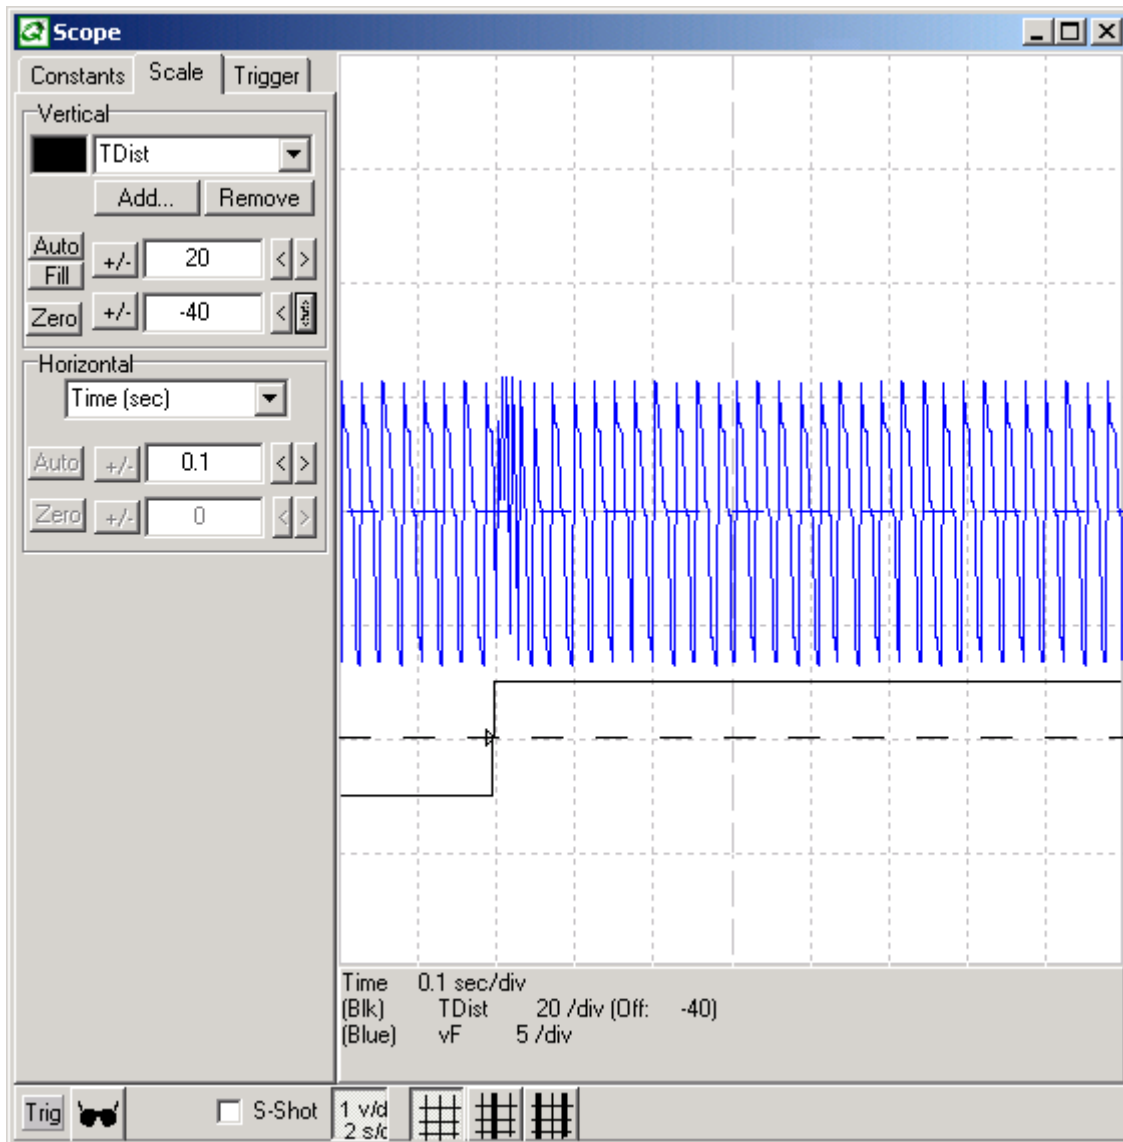 Scope
Constants Scale Trigger
Vertical
TDist
Add... Remove
Auto +/- 20 < >
Fill
Zero +/- -40 <
Horizontal
Time (sec)
Auto +/- 0.1 < >
Zero +/- 0 < >
Time 0.1 sec/div
(Blk) TDist 20 /div (Off: -40)
(Blue) vF 5 /div
Trig S-Shot 1 v/d
2 s/c